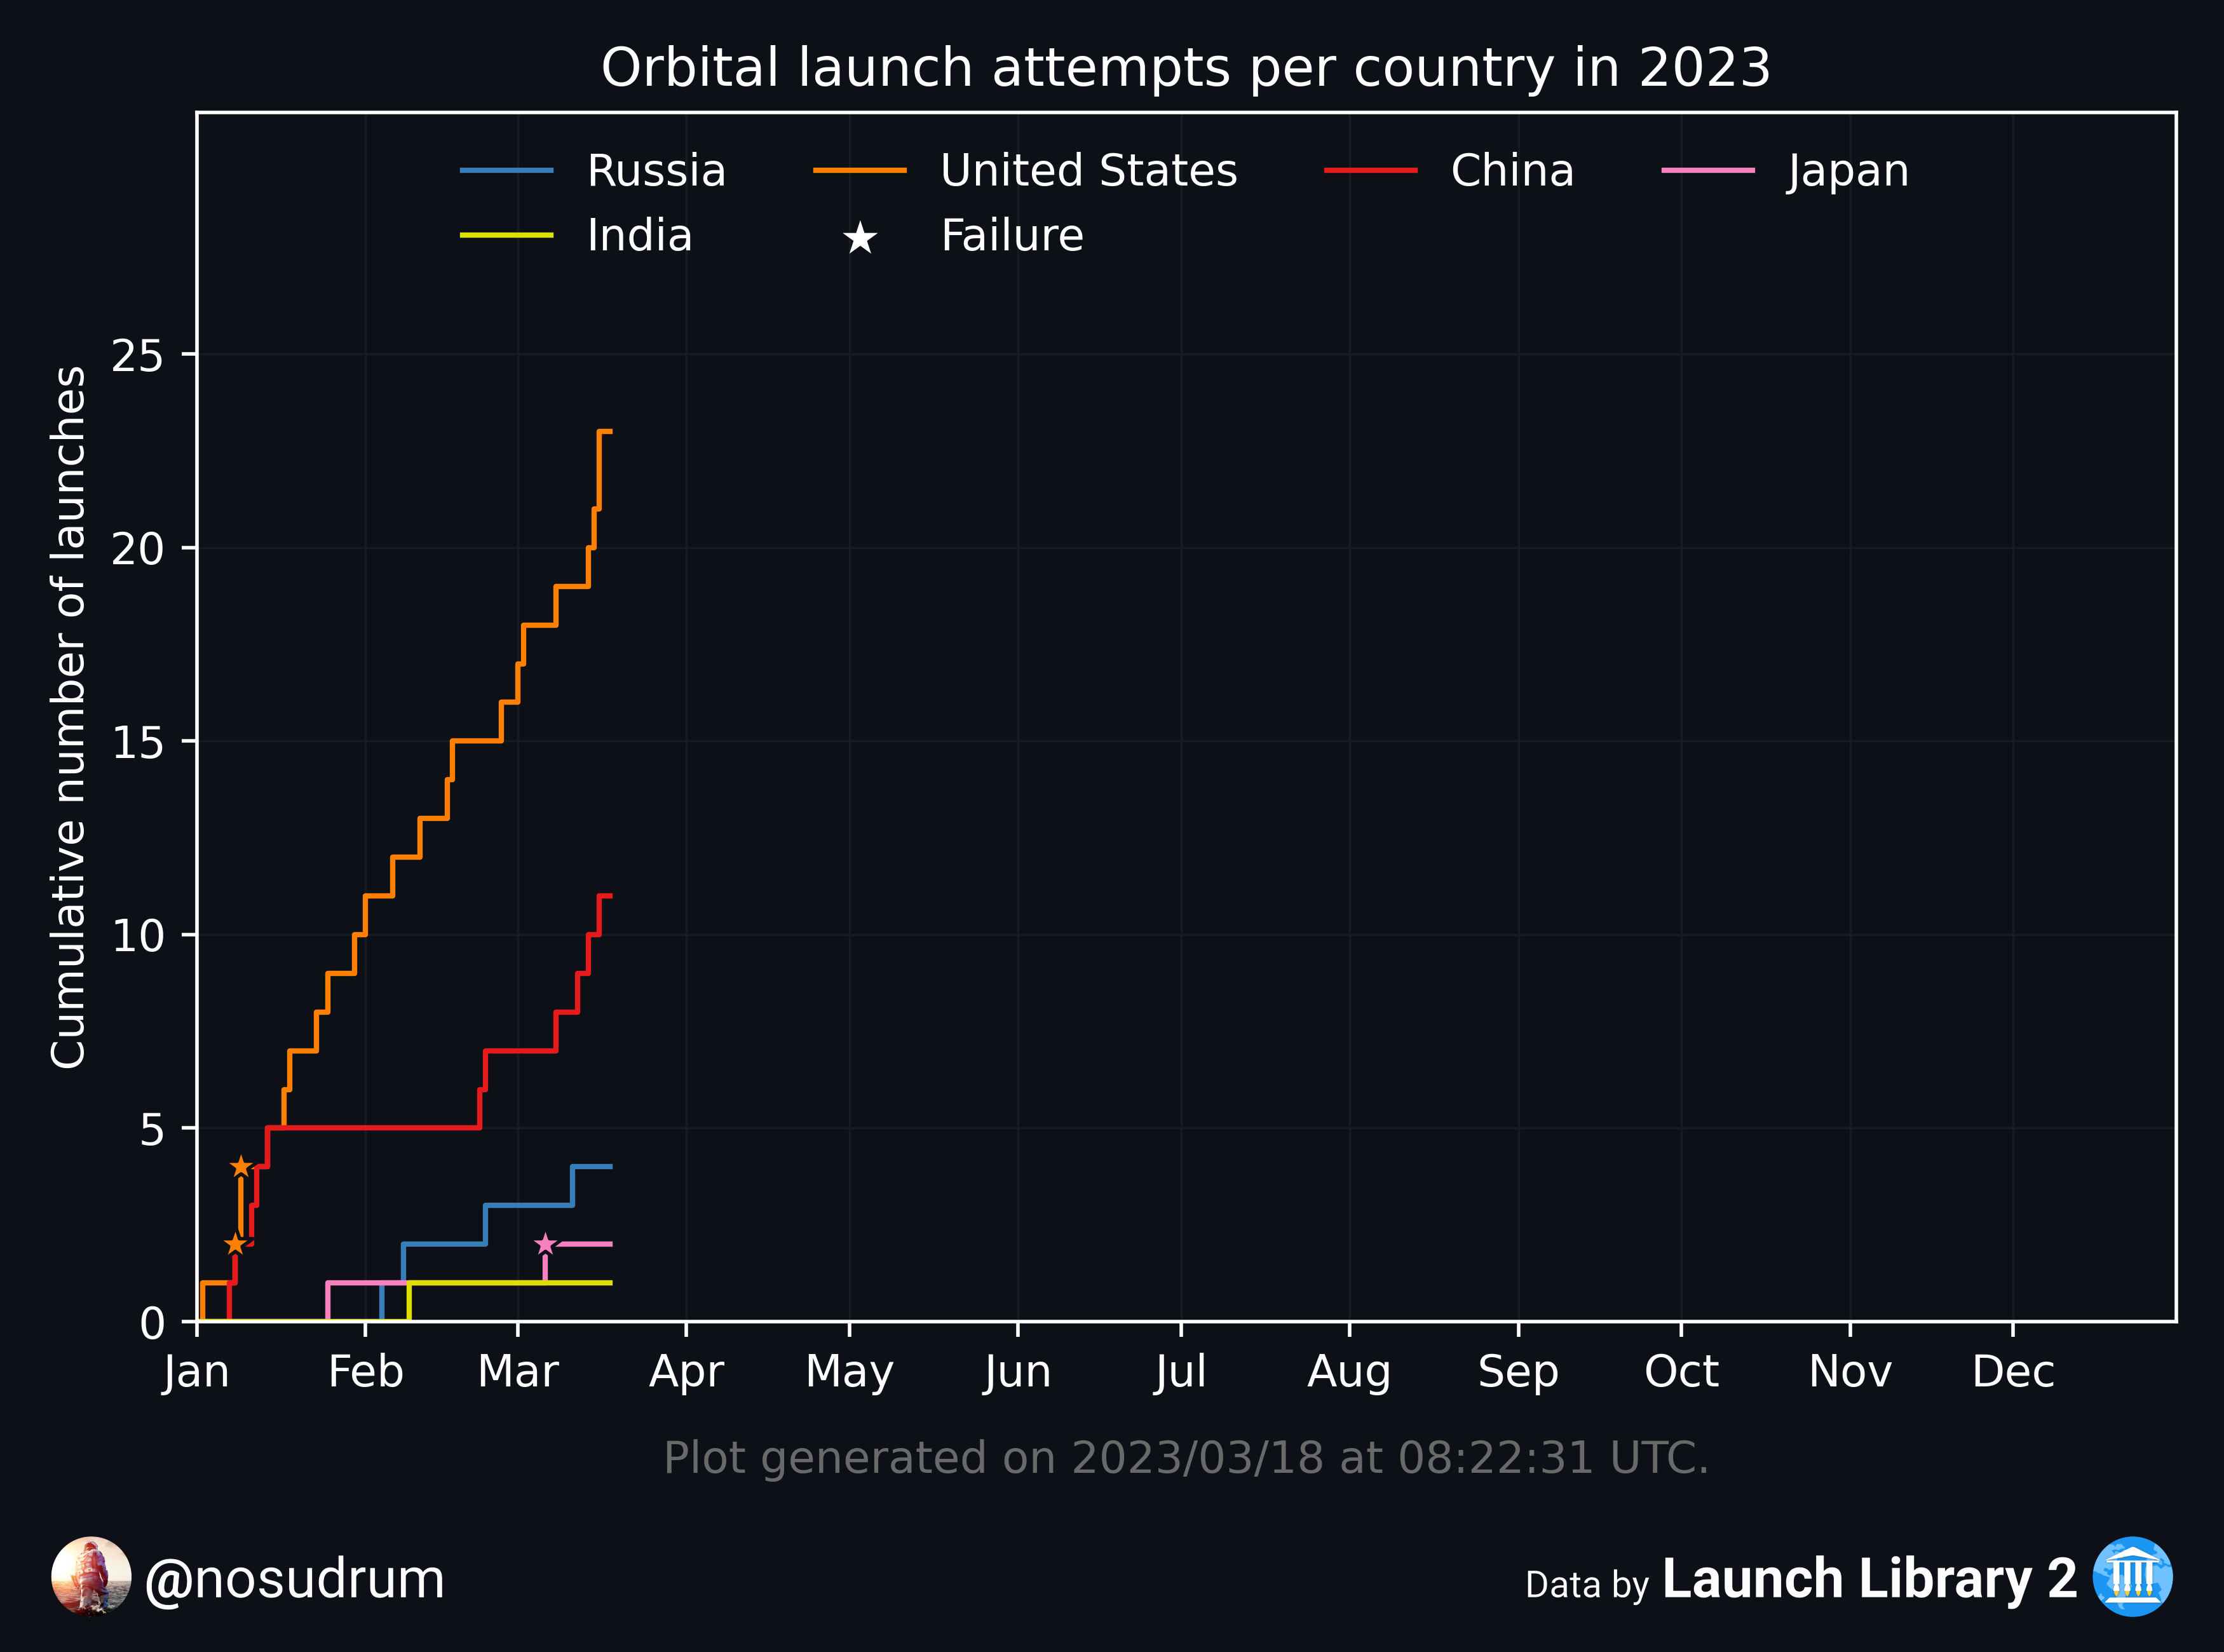 Orbital launch attempts per country in 2023
Russia United States China Japan
India Failure
Cumulative number of launches
25
20
15
10
5
0
Jan Feb Mar Apr May Jun Jul Aug Sep Oct Nov Dec
Plot generated on 2023/03/18 at 08:22:31 UTC.
@nosudrum
Data by Launch Library 2